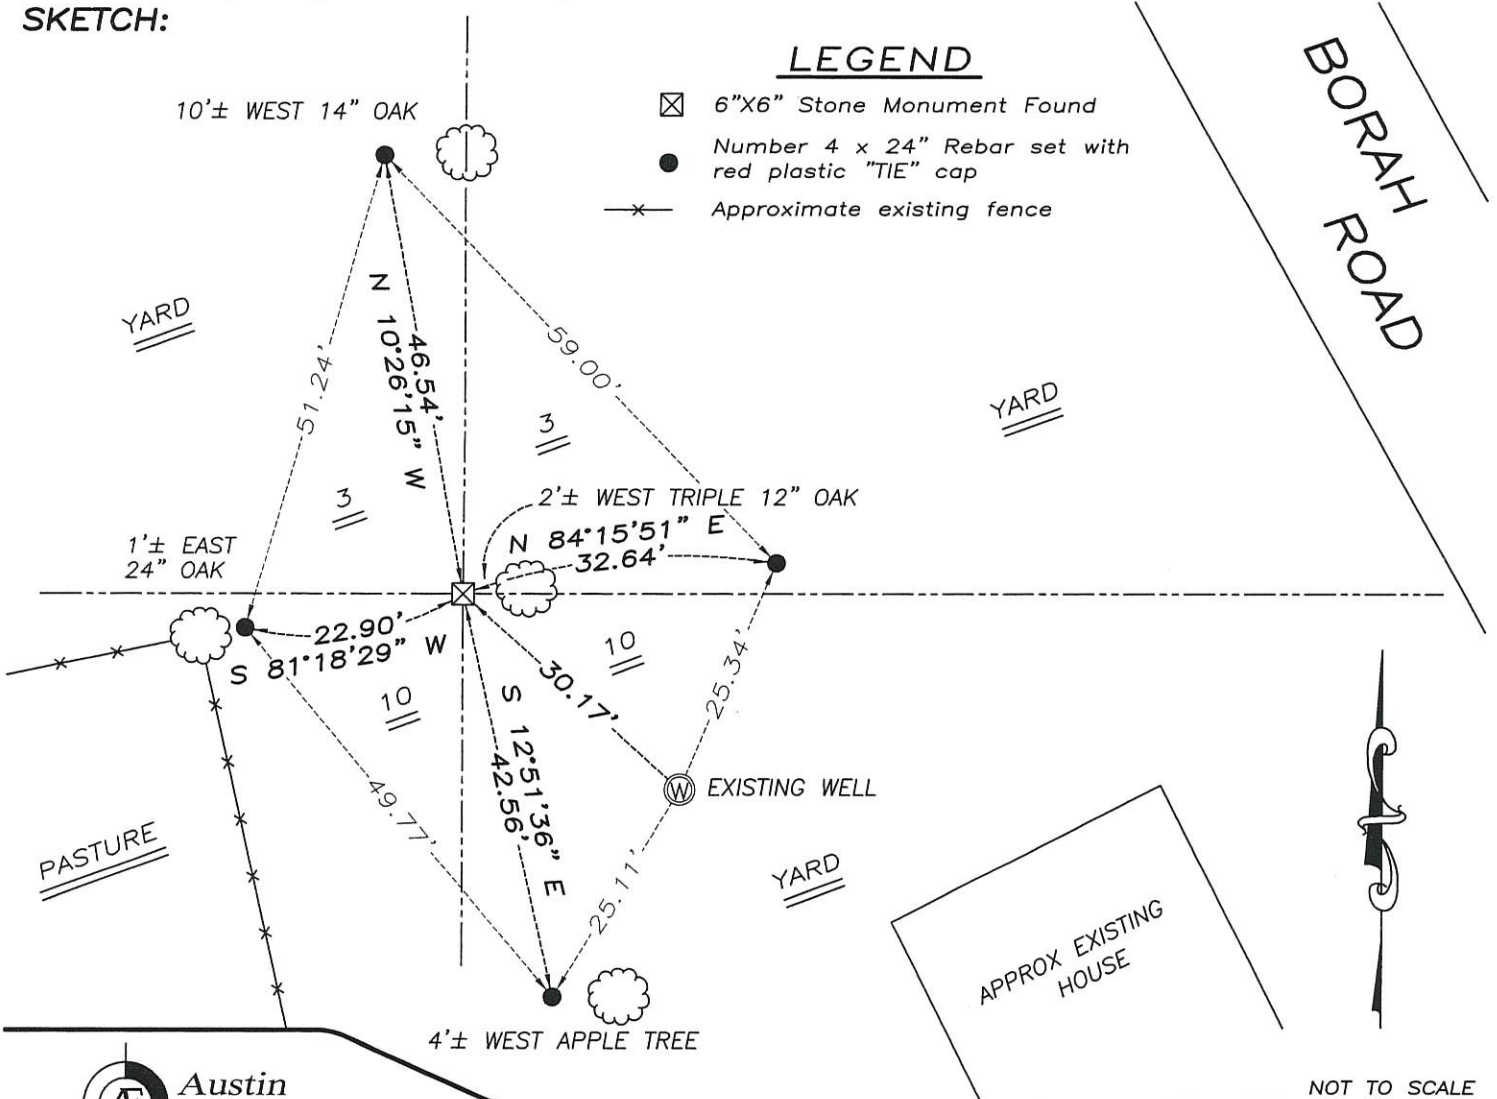 SKETCH:
LEGEND
6"X6" Stone Monument Found
Number 4 x 24" Rebar set with
red plastic "TIE" cap
Approximate existing fence
BORAH ROAD
10'± WEST 14" OAK
YARD
51.24'
46.54'
N 10°26'15" W
59.00'
3
YARD
3
2'± WEST TRIPLE 12" OAK
N 84°15'51" E
32.64'
1'± EAST
24" OAK
22.90'
S 81°18'29" W
10
10
30.17'
25.34'
S 12°51'36" E
42.56'
49.77'
W EXISTING WELL
PASTURE
25.11'
YARD
APPROX EXISTING
HOUSE
4'± WEST APPLE TREE
Austin
NOT TO SCALE